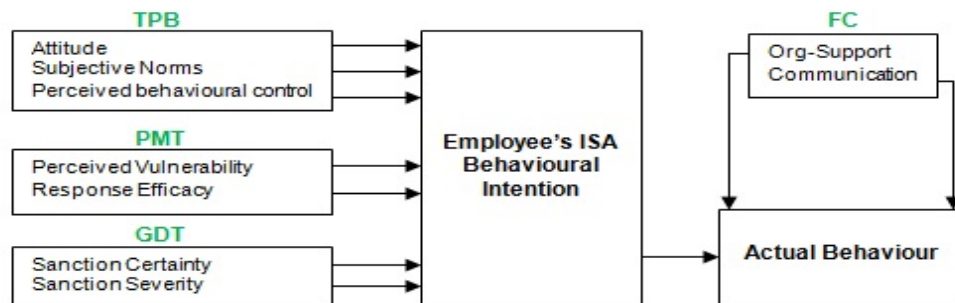 TPB
Attitude
Subjective Norms
Perceived behavioural control
PMT
Perceived Vulnerability
Response Efficacy
GDT
Sanction Certainty
Sanction Severity
Employee's ISA
Behavioural
Intention
FC
Org-Support
Communication
Actual Behaviour